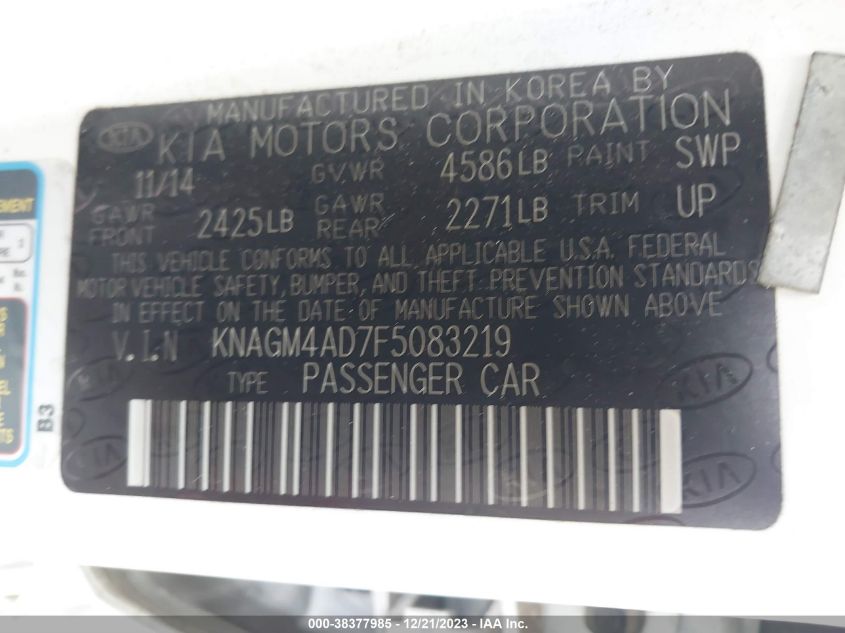 MANUFACTURED IN KOREA BY
KIA KIA MOTORS CORPORATION
11/14 GVWR 4586LB PAINT SWP
GAWR FRONT 2425LB GAWR REAR 2271LB TRIM UP
THIS VEHICLE CONFORMS TO ALL APPLICABLE U.S.A. FEDERAL
MOTOR VEHICLE SAFETY, BUMPER, AND THEFT PREVENTION STANDARDS
IN EFFECT ON THE DATE OF MANUFACTURE SHOWN ABOVE
V.I.N KNAGM4AD7F5083219
TYPE PASSENGER CAR
KIA
KIA
B3
000-38377985 - 12/21/2023 - IAA Inc.